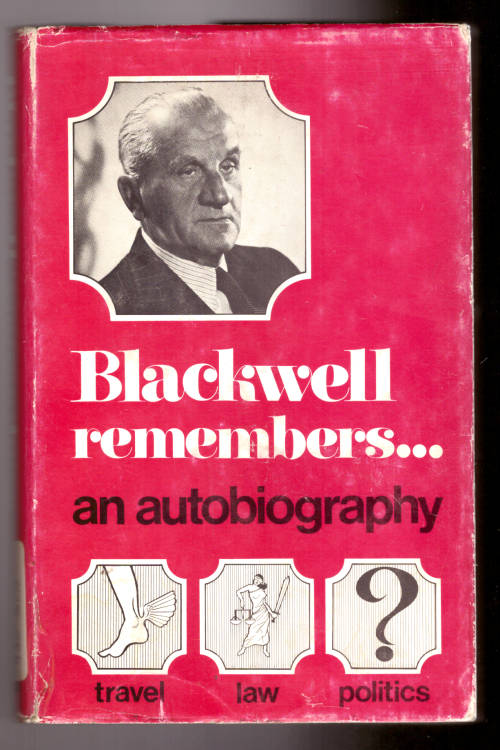 Blackwell
remembers...
an autobiography
?
travel law politics